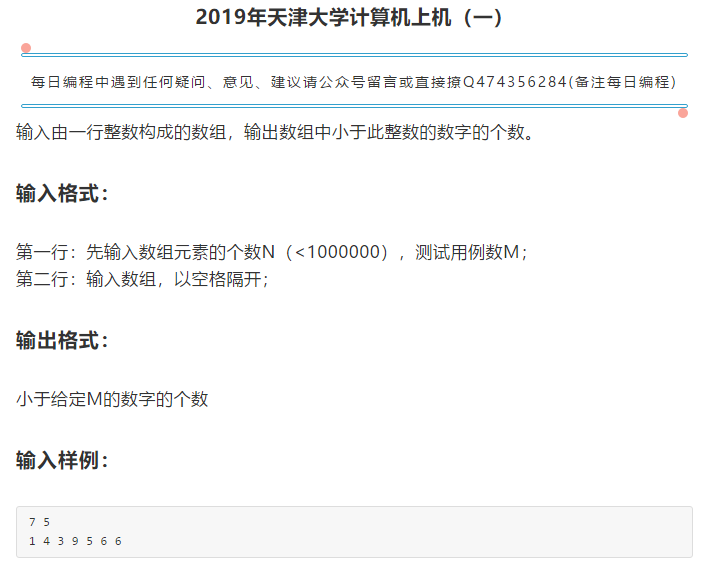 2019年天津大学计算机上机（一）
每日编程中遇到任何疑问、意见、建议请公众号留言或直接撩Q474356284(备注每日编程)
输入由一行整数构成的数组，输出数组中小于此整数的数字的个数。
输入格式：
第一行：先输入数组元素的个数N（<1000000），测试用例数M；
第二行：输入数组，以空格隔开；
输出格式：
小于给定M的数字的个数
输入样例：
7 5
1 4 3 9 5 6 6